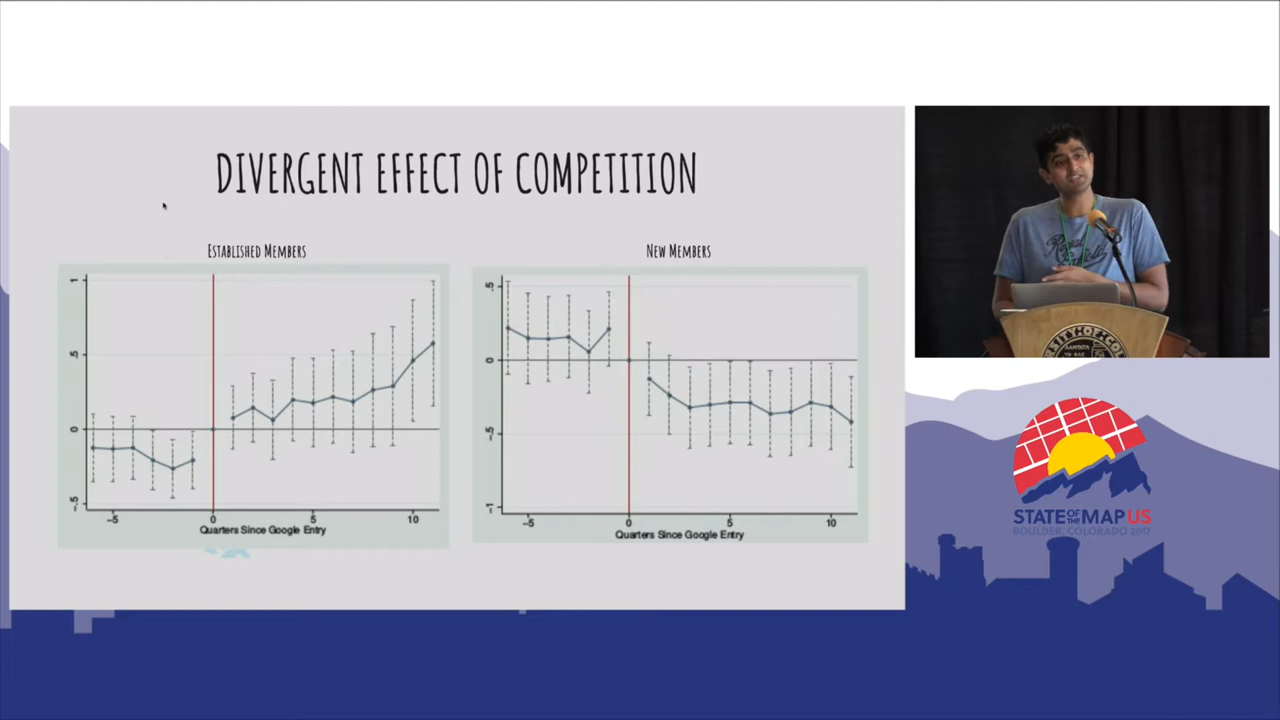 DIVERGENT EFFECT OF COMPETITION
ESTABLISHED MEMBERS
1
.5
0
-.5
-5
0
5
10
Quarters Since Google Entry
NEW MEMBERS
.5
0
-.5
-1
-5
0
5
10
Quarters Since Google Entry
Royal
STATE OF THE MAP US
BOULDER, COLORADO 2017